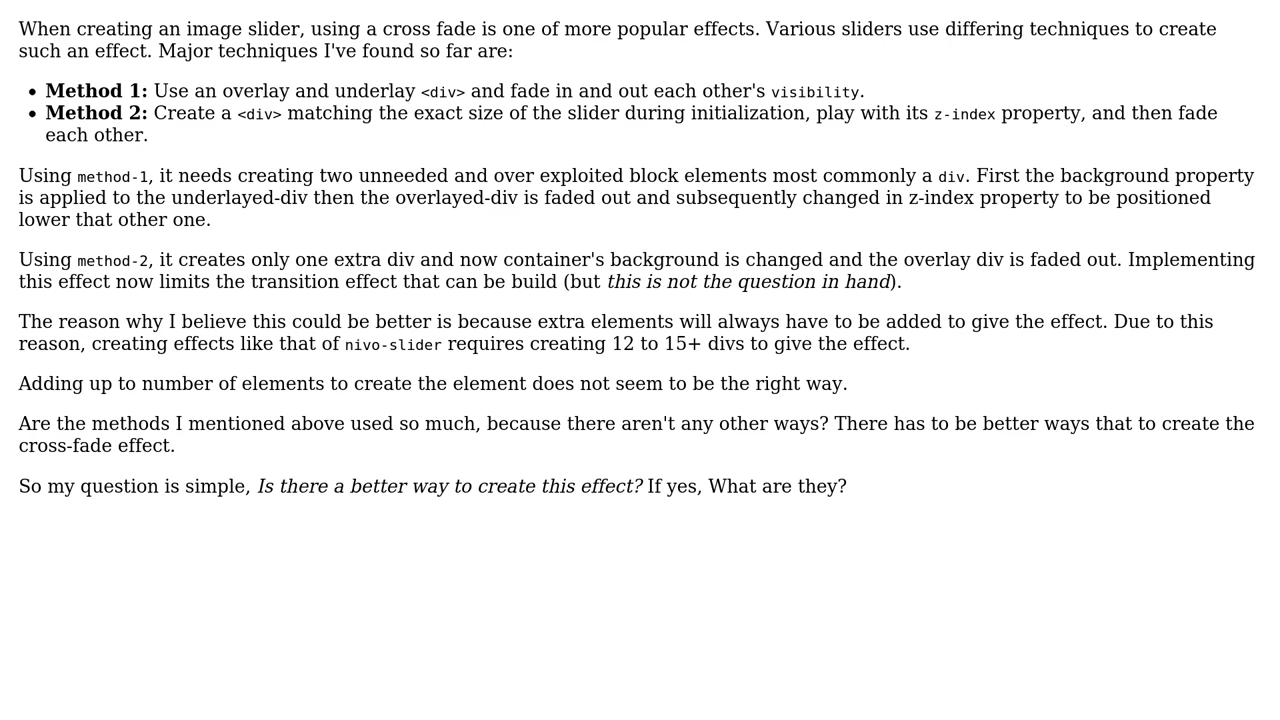 When creating an image slider, using a cross fade is one of more popular effects. Various sliders use differing techniques to create
such an effect. Major techniques I've found so far are:
• Method 1: Use an overlay and underlay <div> and fade in and out each other's visibility.
• Method 2: Create a <div> matching the exact size of the slider during initialization, play with its z-index property, and then fade
each other.
Using method-1, it needs creating two unneeded and over exploited block elements most commonly a div. First the background property
is applied to the underlayed-div then the overlayed-div is faded out and subsequently changed in z-index property to be positioned
lower that other one.
Using method-2, it creates only one extra div and now container's background is changed and the overlay div is faded out. Implementing
this effect now limits the transition effect that can be build (but this is not the question in hand).
The reason why I believe this could be better is because extra elements will always have to be added to give the effect. Due to this
reason, creating effects like that of nivo-slider requires creating 12 to 15+ divs to give the effect.
Adding up to number of elements to create the element does not seem to be the right way.
Are the methods I mentioned above used so much, because there aren't any other ways? There has to be better ways that to create the
cross-fade effect.
So my question is simple, Is there a better way to create this effect? If yes, What are they?